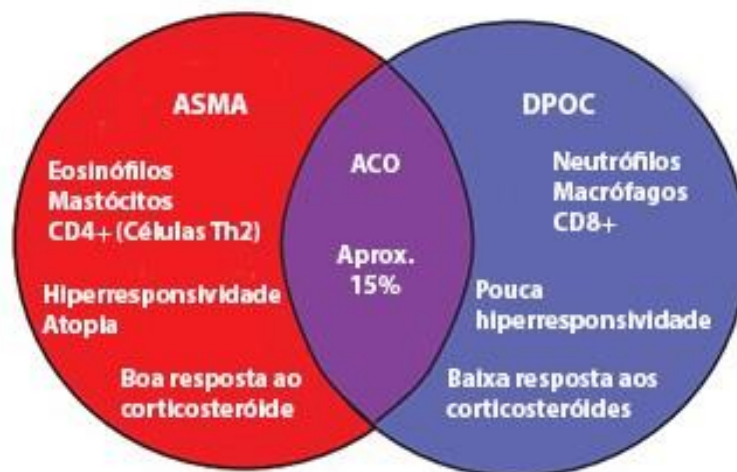 ASMA
Eosinófilos
Mastócitos
CD4+ (Células Th2)
Hiperresponsividade
Atopia
Boa resposta ao
corticosteróide
ACO
Aprox.
15%
DPOC
Neutrófilos
Macrófagos
CD8+
Pouca
hiperresponsividade
Baixa resposta aos
corticosteróides